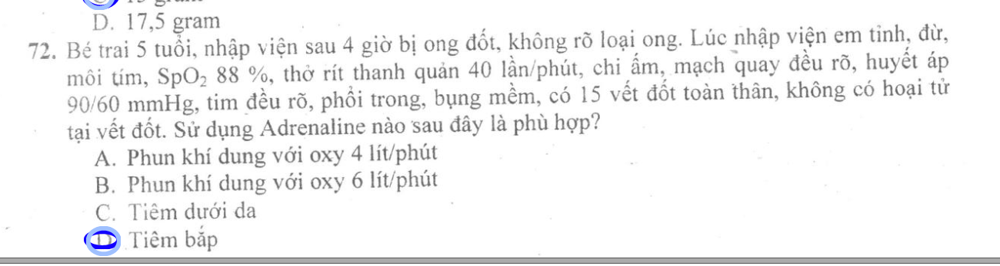 D. 17,5 gram
72. Bé trai 5 tuổi, nhập viện sau 4 giờ bị ong đốt, không rõ loại ong. Lúc nhập viện em tỉnh, đừ,
môi tím, SpO₂ 88 %, thở rít thanh quản 40 lần/phút, chi ấm, mạch quay đều rõ, huyết áp
90/60 mmHg, tim đều rõ, phổi trong, bụng mềm, có 15 vết đốt toàn thân, không có hoại tử
tại vết đốt. Sử dụng Adrenaline nào sau đây là phù hợp?
A. Phun khí dung với oxy 4 lít/phút
B. Phun khí dung với oxy 6 lít/phút
C. Tiêm dưới da
D Tiêm bắp